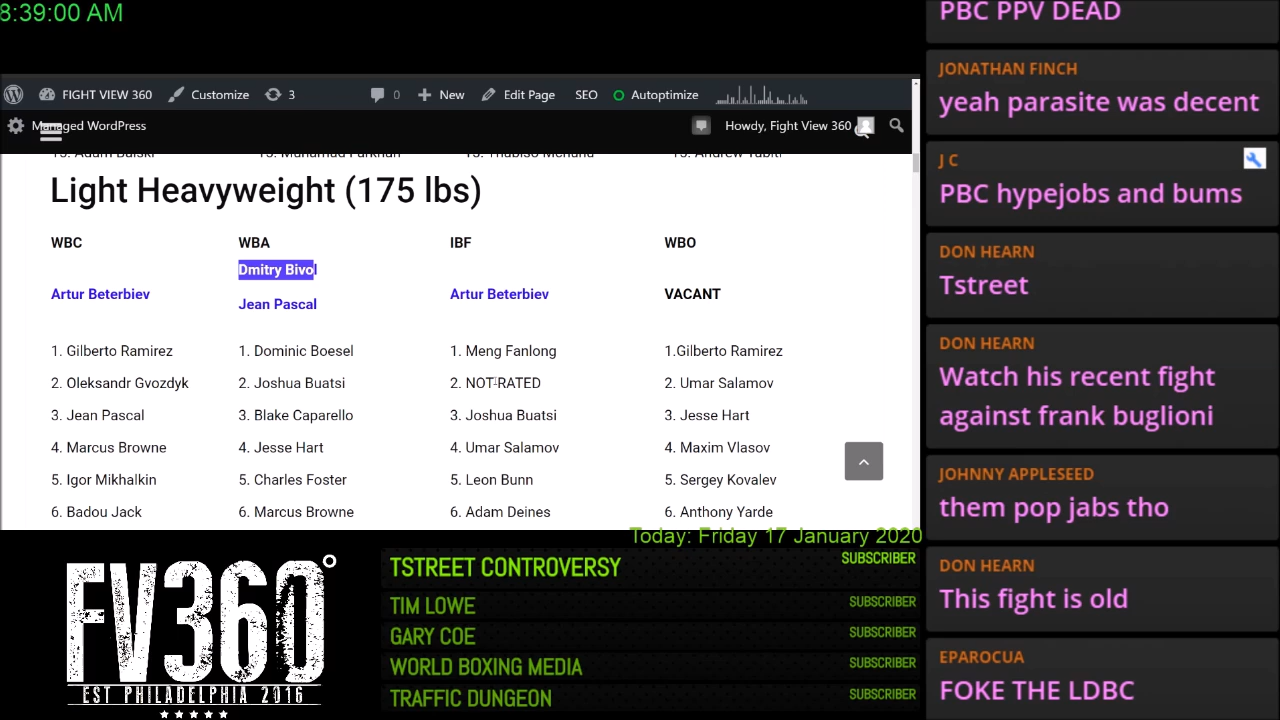 8:39:00 AM
FIGHT VIEW 360 Customize 3 0 New Edit Page SEO Autoptimize
Managed WordPress Howdy, Fight View 360
Light Heavyweight (175 lbs)
WBC WBA IBF WBO
Dmitry Bivol
Artur Beterbiev Jean Pascal Artur Beterbiev VACANT
1. Gilberto Ramirez 1. Dominic Boesel 1. Meng Fanlong 1.Gilberto Ramirez
2. Oleksandr Gvozdyk 2. Joshua Buatsi 2. NOT-RATED 2. Umar Salamov
3. Jean Pascal 3. Blake Caparello 3. Joshua Buatsi 3. Jesse Hart
4. Marcus Browne 4. Jesse Hart 4. Umar Salamov 4. Maxim Vlasov
5. Igor Mikhalkin 5. Charles Foster 5. Leon Bunn 5. Sergey Kovalev
6. Badou Jack 6. Marcus Browne 6. Adam Deines 6. Anthony Yarde
Today: Friday 17 January 2020
FV360°
EST PHILADELPHIA 2016
TSTREET CONTROVERSY SUBSCRIBER
TIM LOWE SUBSCRIBER
GARY COE SUBSCRIBER
WORLD BOXING MEDIA SUBSCRIBER
TRAFFIC DUNGEON SUBSCRIBER
PBC PPV DEAD
JONATHAN FINCH
yeah parasite was decent
J C
PBC hypejobs and bums
DON HEARN
Tstreet
DON HEARN
Watch his recent fight
against frank buglioni
JOHNNY APPLESEED
them pop jabs tho
DON HEARN
This fight is old
EPAROCUA
FOKE THE LDBC